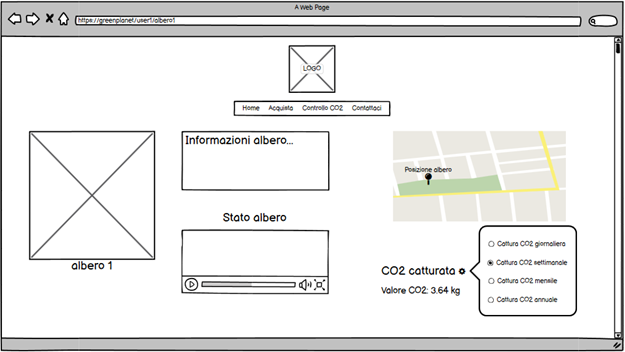 A Web Page
https://greenplanet/user1/albero1
LOGO
Home Acquista Controllo CO2 Contattaci
Informazioni albero...
Posizione albero
albero 1
Stato albero
CO2 catturata
Valore CO2: 3.64 kg
Cattura CO2 giornaliera
Cattura CO2 settimanale
Cattura CO2 mensile
Cattura CO2 annuale